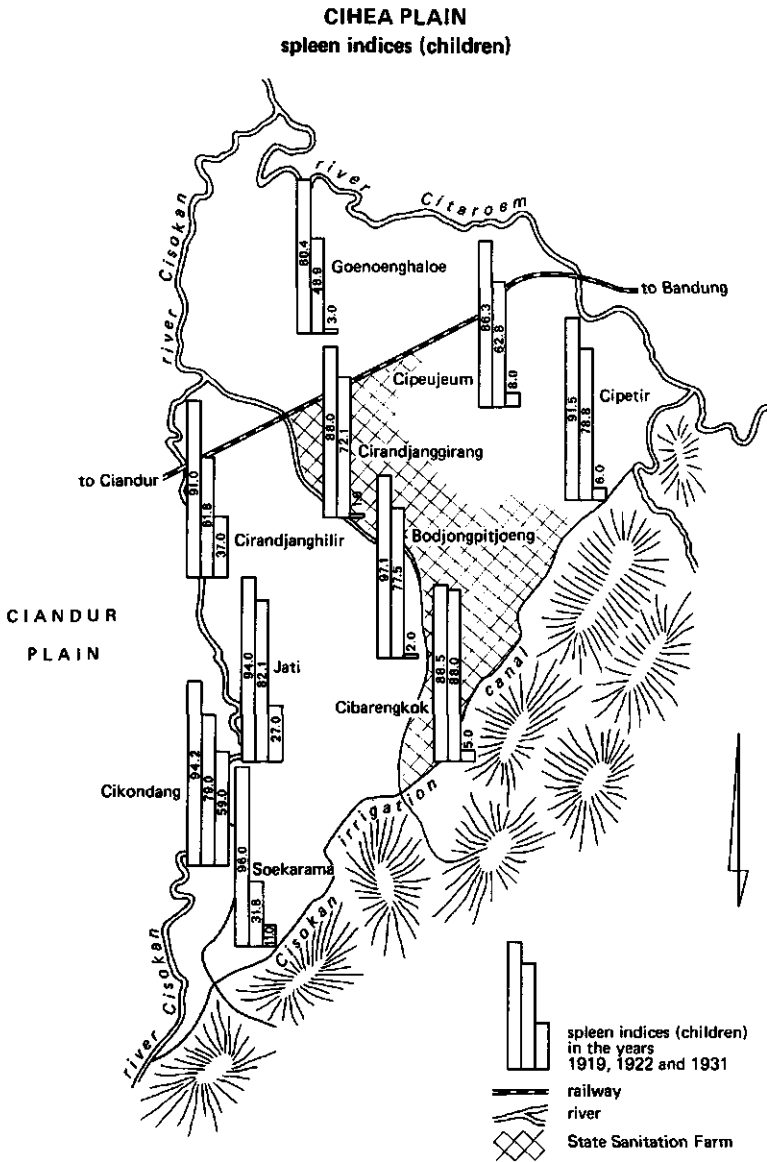 CIHEA PLAIN
spleen indices (children)
river Citaroem
river Cisokan
80.4
48.9
3.0
Goenoenghaloe
to Bandung
86.3
62.8
8.0
Cipeujeum
91.5
78.8
6.0
Cipetir
88.0
72.1
Cirandjanggirang
to Ciandur
91.0
61.8
37.0
Cirandjanghilir
97.1
77.5
2.0
Bodjongpitjoeng
CIANDUR
PLAIN
94.0
82.1
27.0
Jati
88.5
88.0
5.0
Cibarengkok
94.2
79.0
59.0
Cikondang
96.0
31.8
11.0
Soekarama
Cisokan irrigation canal
river Cisokan
spleen indices (children)
in the years
1919, 1922 and 1931
railway
river
State Sanitation Farm